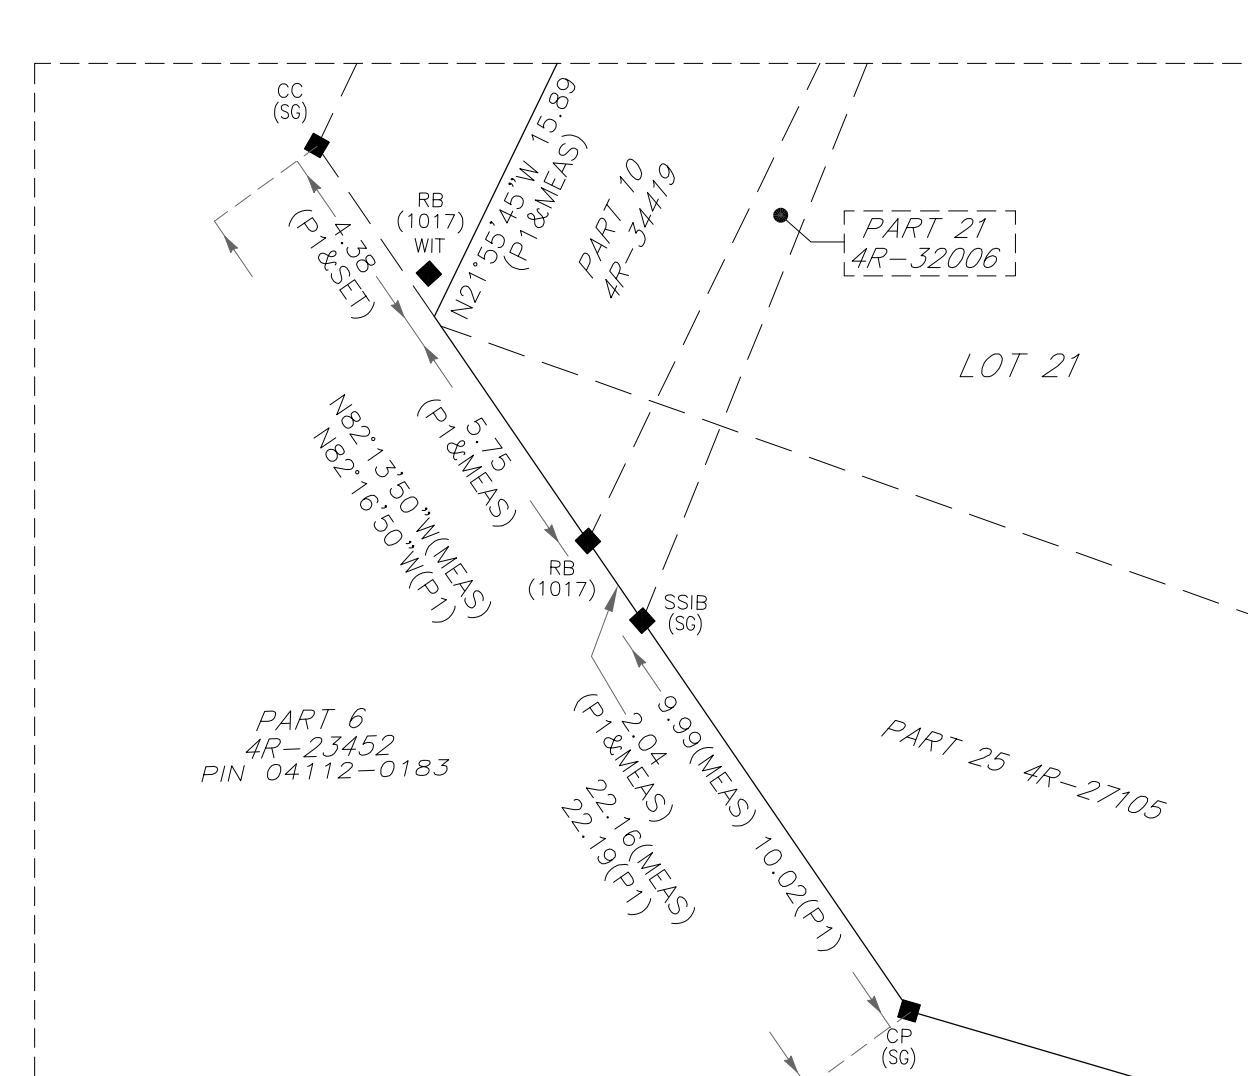 CC
(SG)
RB
(1017)
WIT
4.38
(P1&SET)
N21°55'45"W 15.89
(P1&MEAS)
PART 10
4R-34419
PART 21
4R-32006
LOT 21
5.75
(P1&MEAS)
N82°13'50"W(MEAS)
N82°16'50"W(P1)
RB
(1017)
SSIB
(SG)
PART 6
4R-23452
PIN 04112-0183
2.04
(P1&MEAS)
9.99(MEAS) 10.02(P1)
22.16(MEAS)
22.19(P1)
PART 25 4R-27105
CP
(SG)